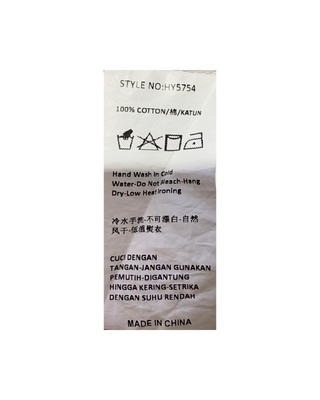 STYLE NO:HY5754
100% COTTON/棉/KATUN
Hand Wash In Cold
Water-Do Not Bleach-Hang
Dry-Low Heat Ironing
冷水手洗-不可漂白-自然
风干-低温熨衣
CUCI DENGAN
TANGAN-JANGAN GUNAKAN
PEMUTIH-DIGANTUNG
HINGGA KERING-SETRIKA
DENGAN SUHU RENDAH
MADE IN CHINA